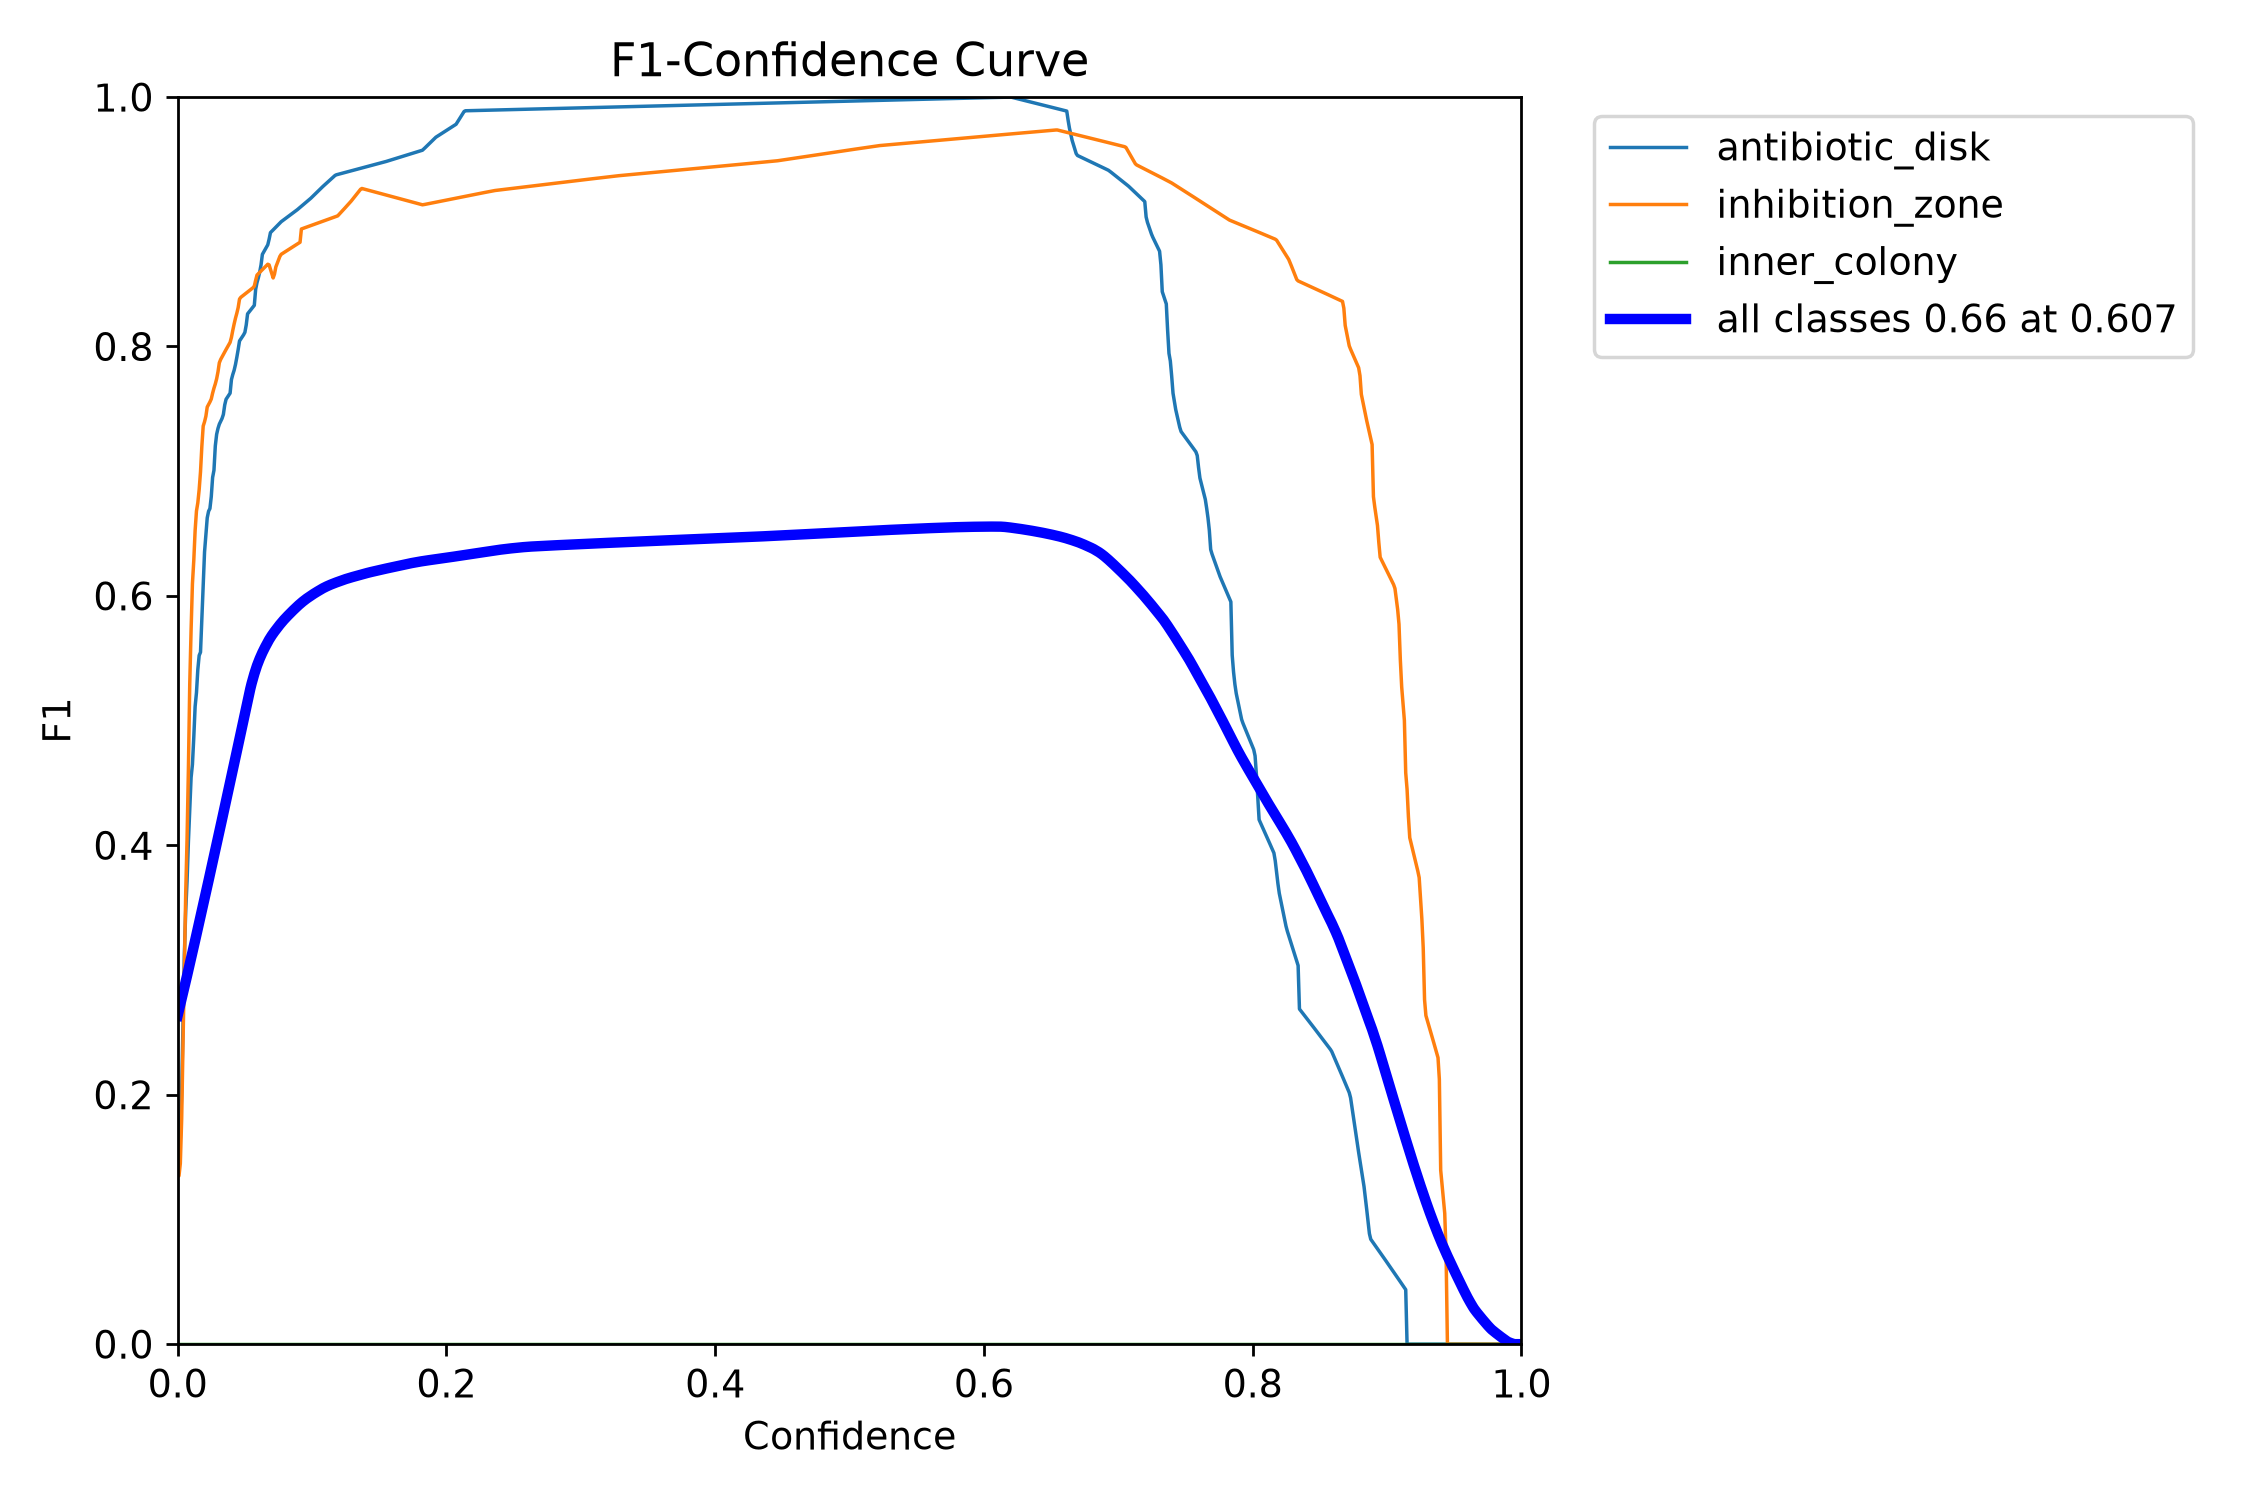 F1-Confidence Curve
1.0
0.8
0.6
0.4
0.2
0.0
F1
0.0 0.2 0.4 0.6 0.8 1.0
Confidence
antibiotic_disk
inhibition_zone
inner_colony
all classes 0.66 at 0.607